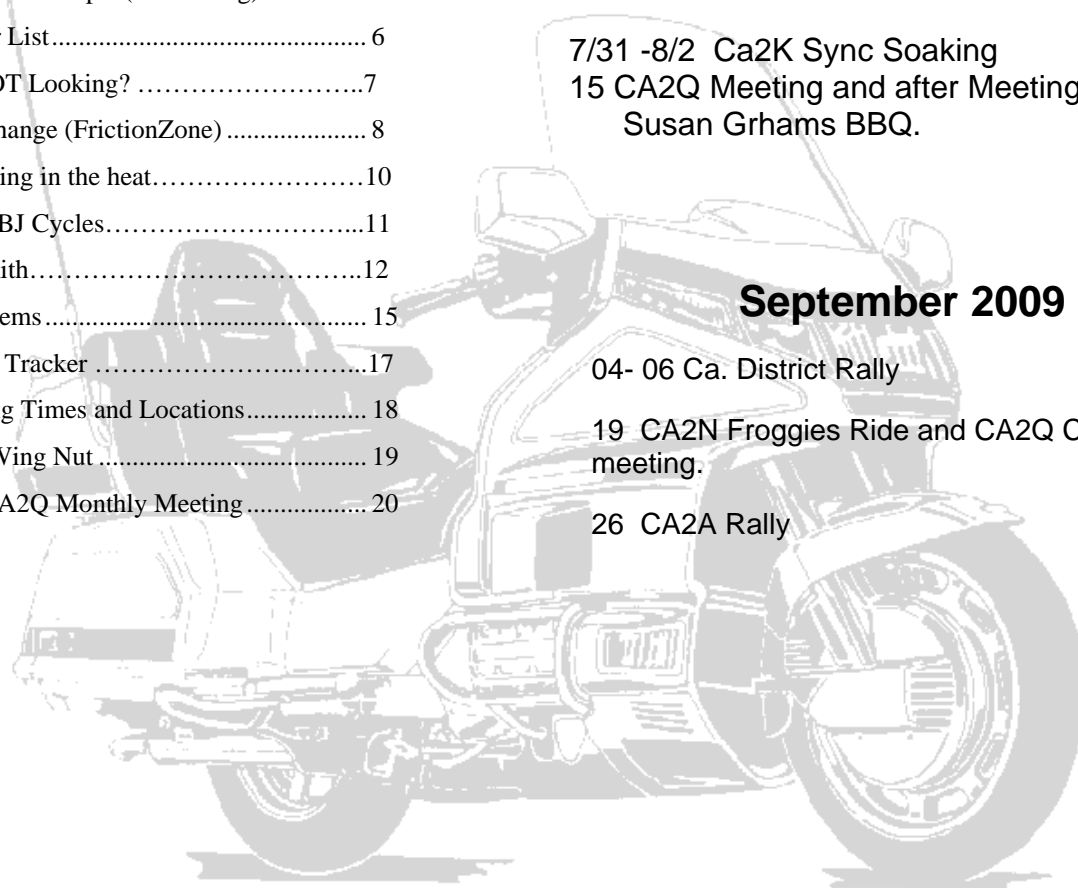 List ........................................ 6
OT Looking? ……………………..7
hange (FrictionZone) .................... 8
ing in the heat……………………10
BJ Cycles……………………...11
ith……………………………..12
ems .............................................. 15
Tracker ………………..……..17
g Times and Locations ................. 18
Wing Nut ...................................... 19
A2Q Monthly Meeting ................. 20
7/31 -8/2 Ca2K Sync Soaking
15 CA2Q Meeting and after Meeting
Susan Grhams BBQ.
September 2009
04- 06 Ca. District Rally
19 CA2N Froggies Ride and CA2Q C
meeting.
26 CA2A Rally